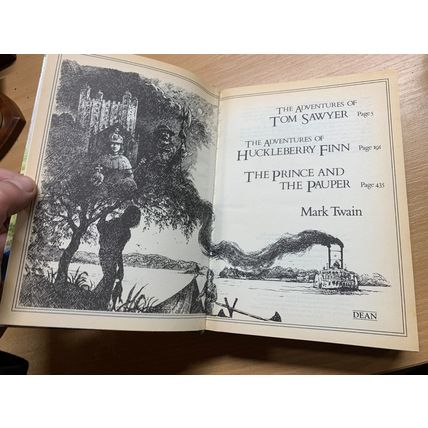 THE ADVENTURES OF
TOM SAWYER Page 5
THE ADVENTURES OF
HUCKLEBERRY FINN Page 191
THE PRINCE AND
THE PAUPER Page 435
Mark Twain
DEAN